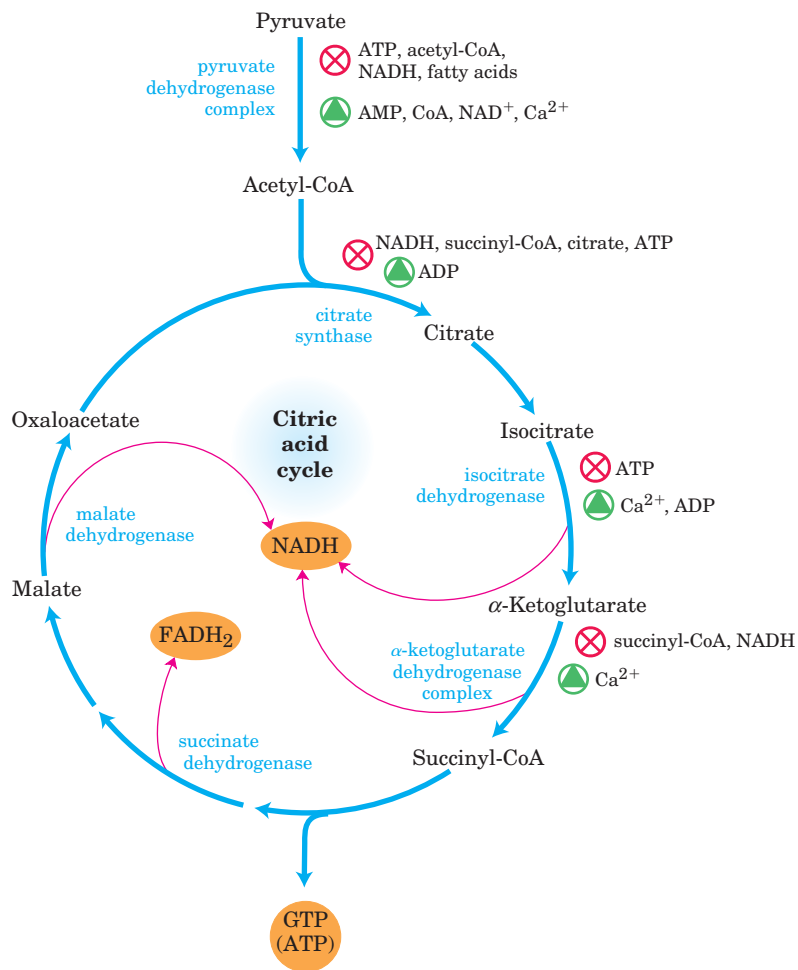 Pyruvate
ATP, acetyl-CoA,
NADH, fatty acids
pyruvate
dehydrogenase
complex
AMP, CoA, NAD⁺, Ca²⁺
Acetyl-CoA
NADH, succinyl-CoA, citrate, ATP
ADP
citrate
synthase
Citrate
Oxaloacetate
Citric
acid
cycle
Isocitrate
isocitrate
dehydrogenase
ATP
Ca²⁺, ADP
malate
dehydrogenase
NADH
Malate
α-Ketoglutarate
FADH₂
succinyl-CoA, NADH
Ca²⁺
α-ketoglutarate
dehydrogenase
complex
succinate
dehydrogenase
Succinyl-CoA
GTP
(ATP)